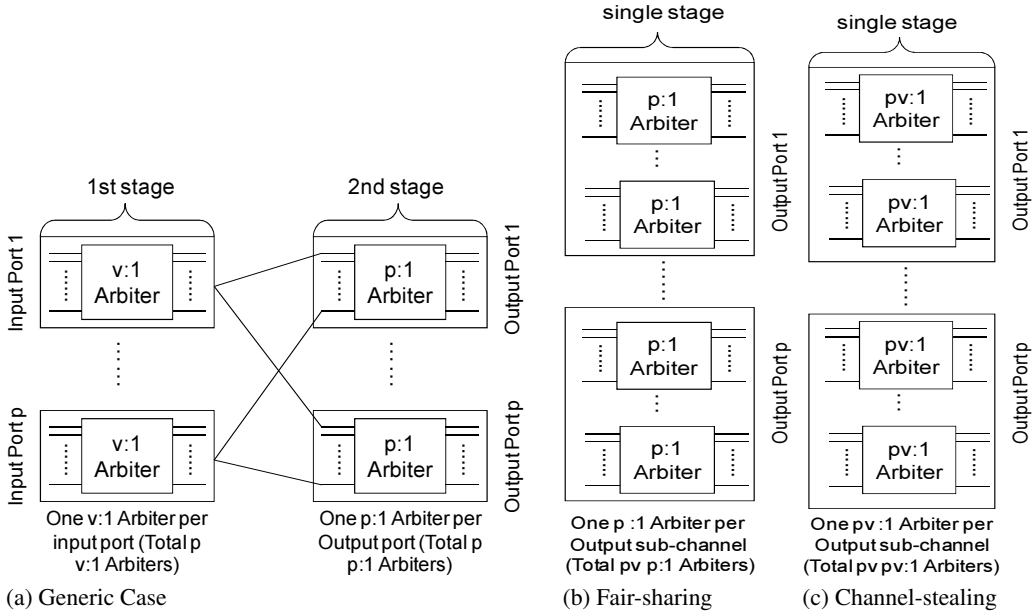 1st stage
2nd stage
Input Port 1
v:1
Arbiter
p:1
Arbiter
Output Port 1
Input Port p
v:1
Arbiter
p:1
Arbiter
Output Port p
One v:1 Arbiter per
input port (Total p
v:1 Arbiters)
One p:1 Arbiter per
Output port (Total p
p:1 Arbiters)
(a) Generic Case
single stage
p:1
Arbiter
p:1
Arbiter
Output Port 1
p:1
Arbiter
p:1
Arbiter
Output Port p
One p :1 Arbiter per
Output sub-channel
(Total pv p:1 Arbiters)
(b) Fair-sharing
single stage
pv:1
Arbiter
pv:1
Arbiter
Output Port 1
pv:1
Arbiter
pv:1
Arbiter
Output Port p
One pv :1 Arbiter per
Output sub-channel
(Total pv pv:1 Arbiters)
(c) Channel-stealing